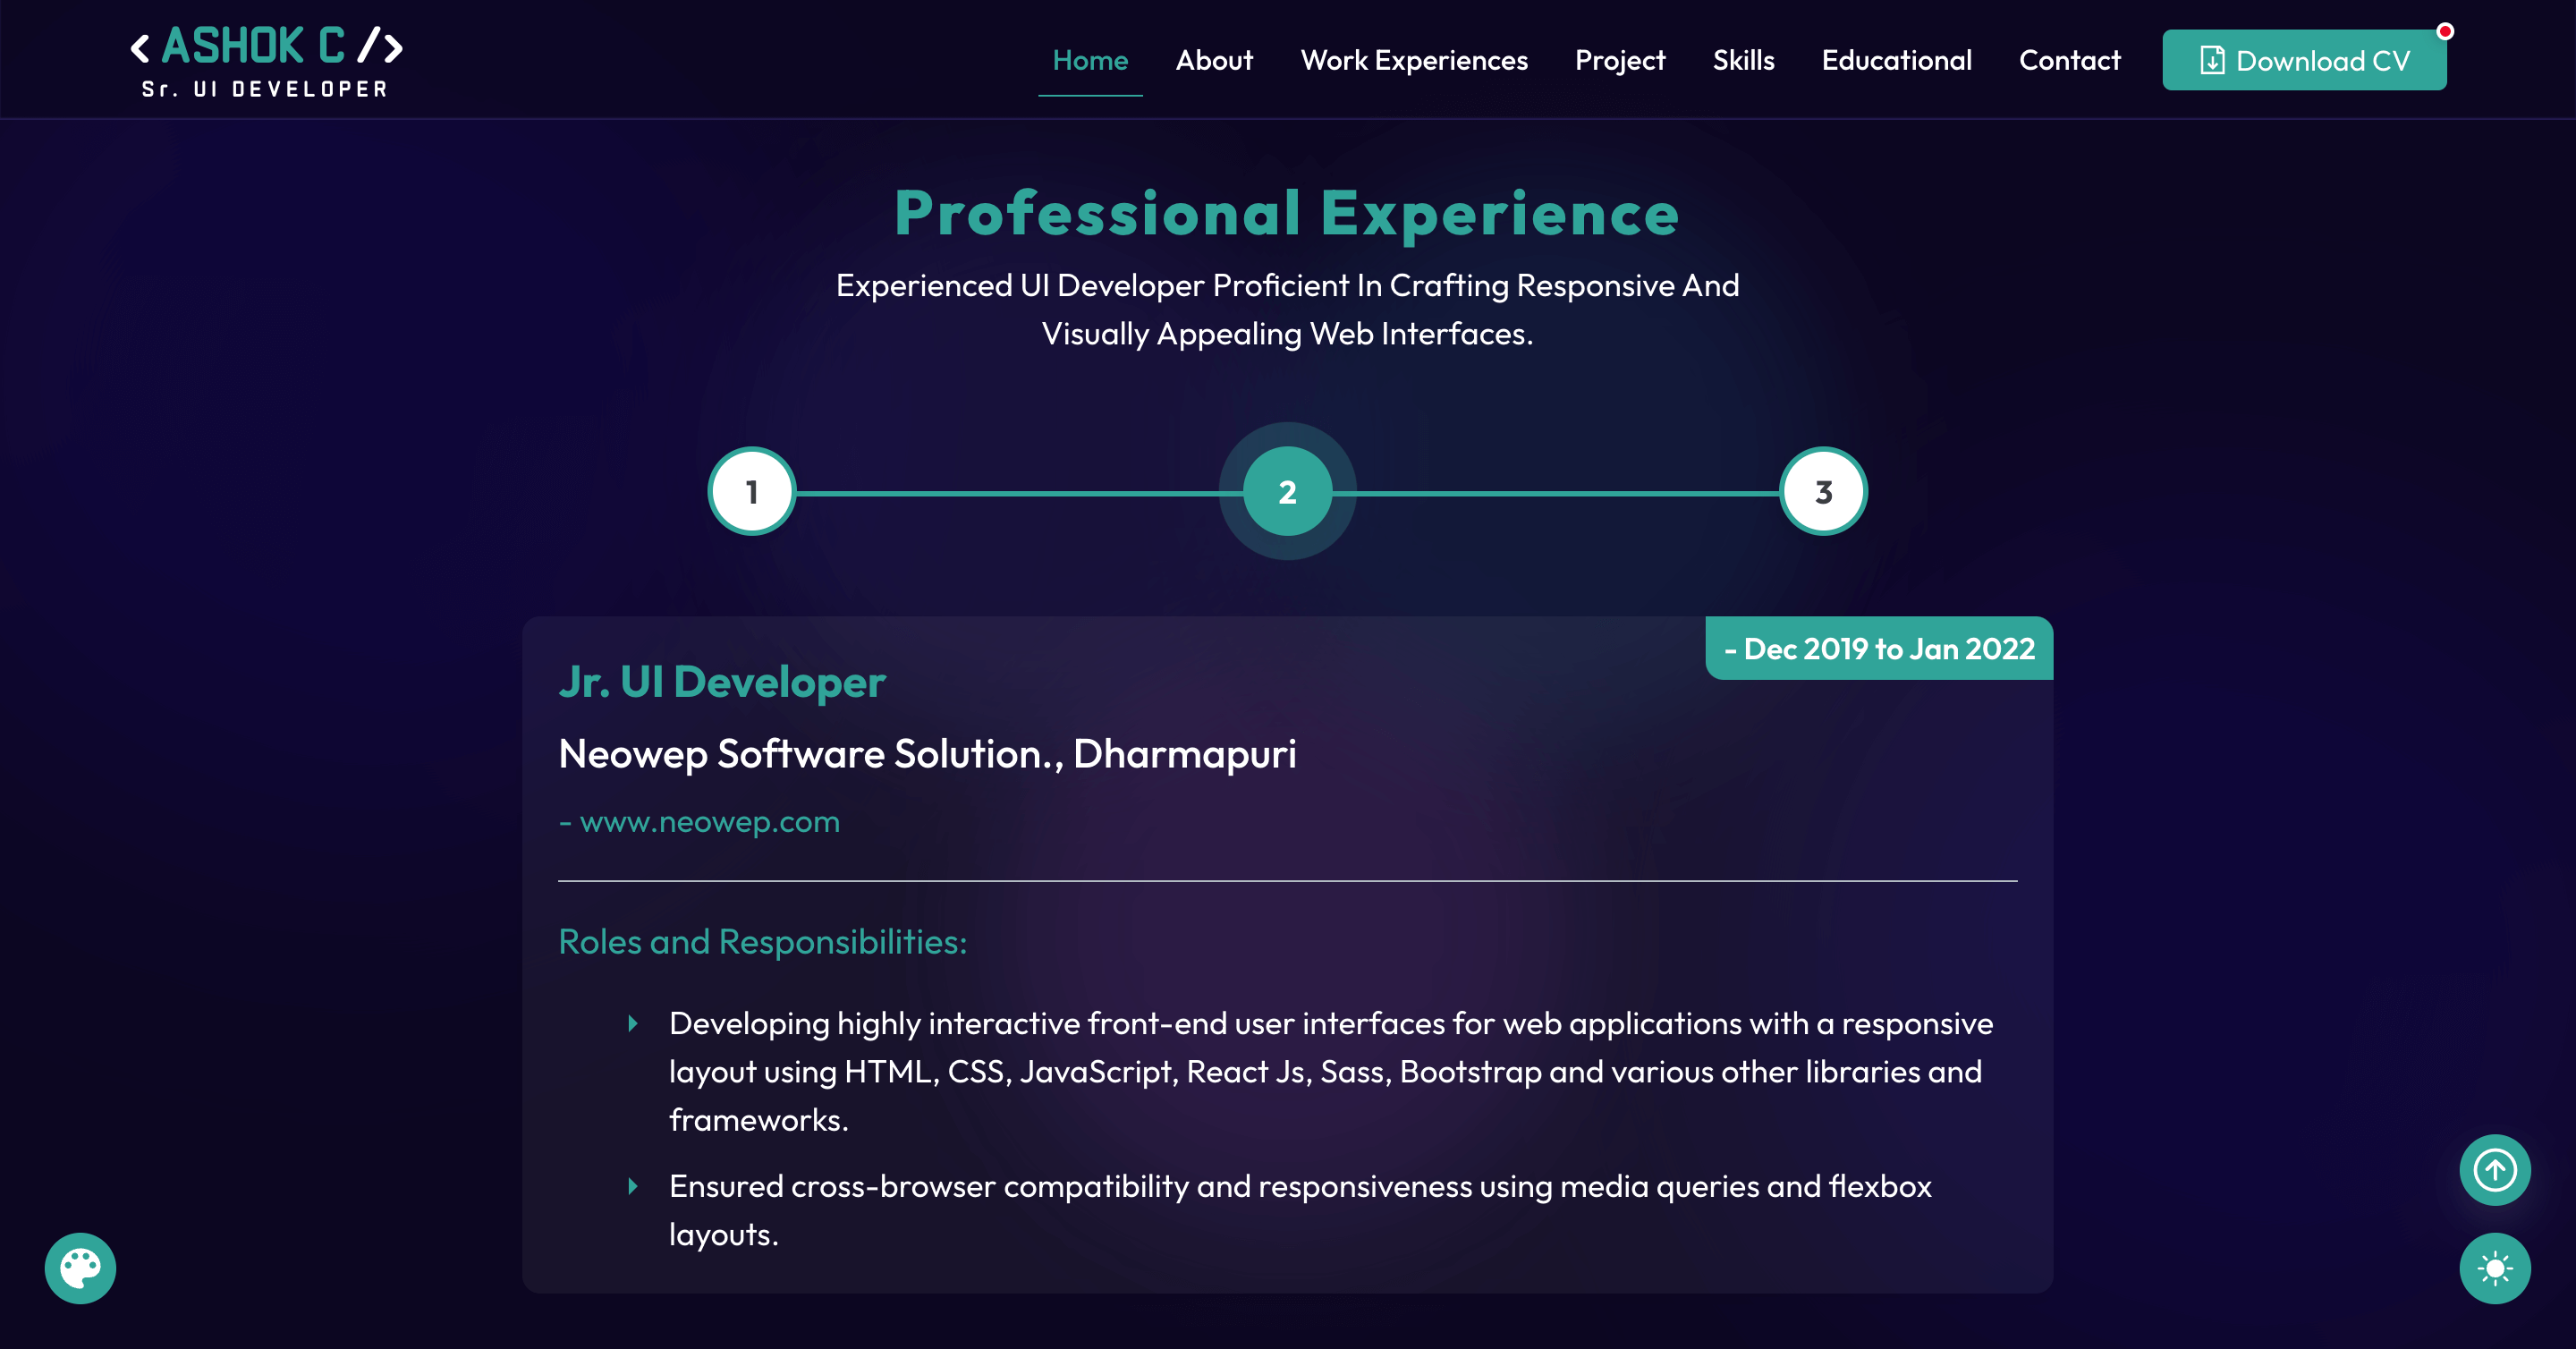 < ASHOK C />
Sr. UI DEVELOPER
Home
About
Work Experiences
Project
Skills
Educational
Contact
Download CV
Professional Experience
Experienced UI Developer Proficient In Crafting Responsive And
Visually Appealing Web Interfaces.
1
2
3
- Dec 2019 to Jan 2022
Jr. UI Developer
Neowep Software Solution., Dharmapuri
- www.neowep.com
Roles and Responsibilities:
Developing highly interactive front-end user interfaces for web applications with a responsive
layout using HTML, CSS, JavaScript, React Js, Sass, Bootstrap and various other libraries and
frameworks.
Ensured cross-browser compatibility and responsiveness using media queries and flexbox
layouts.